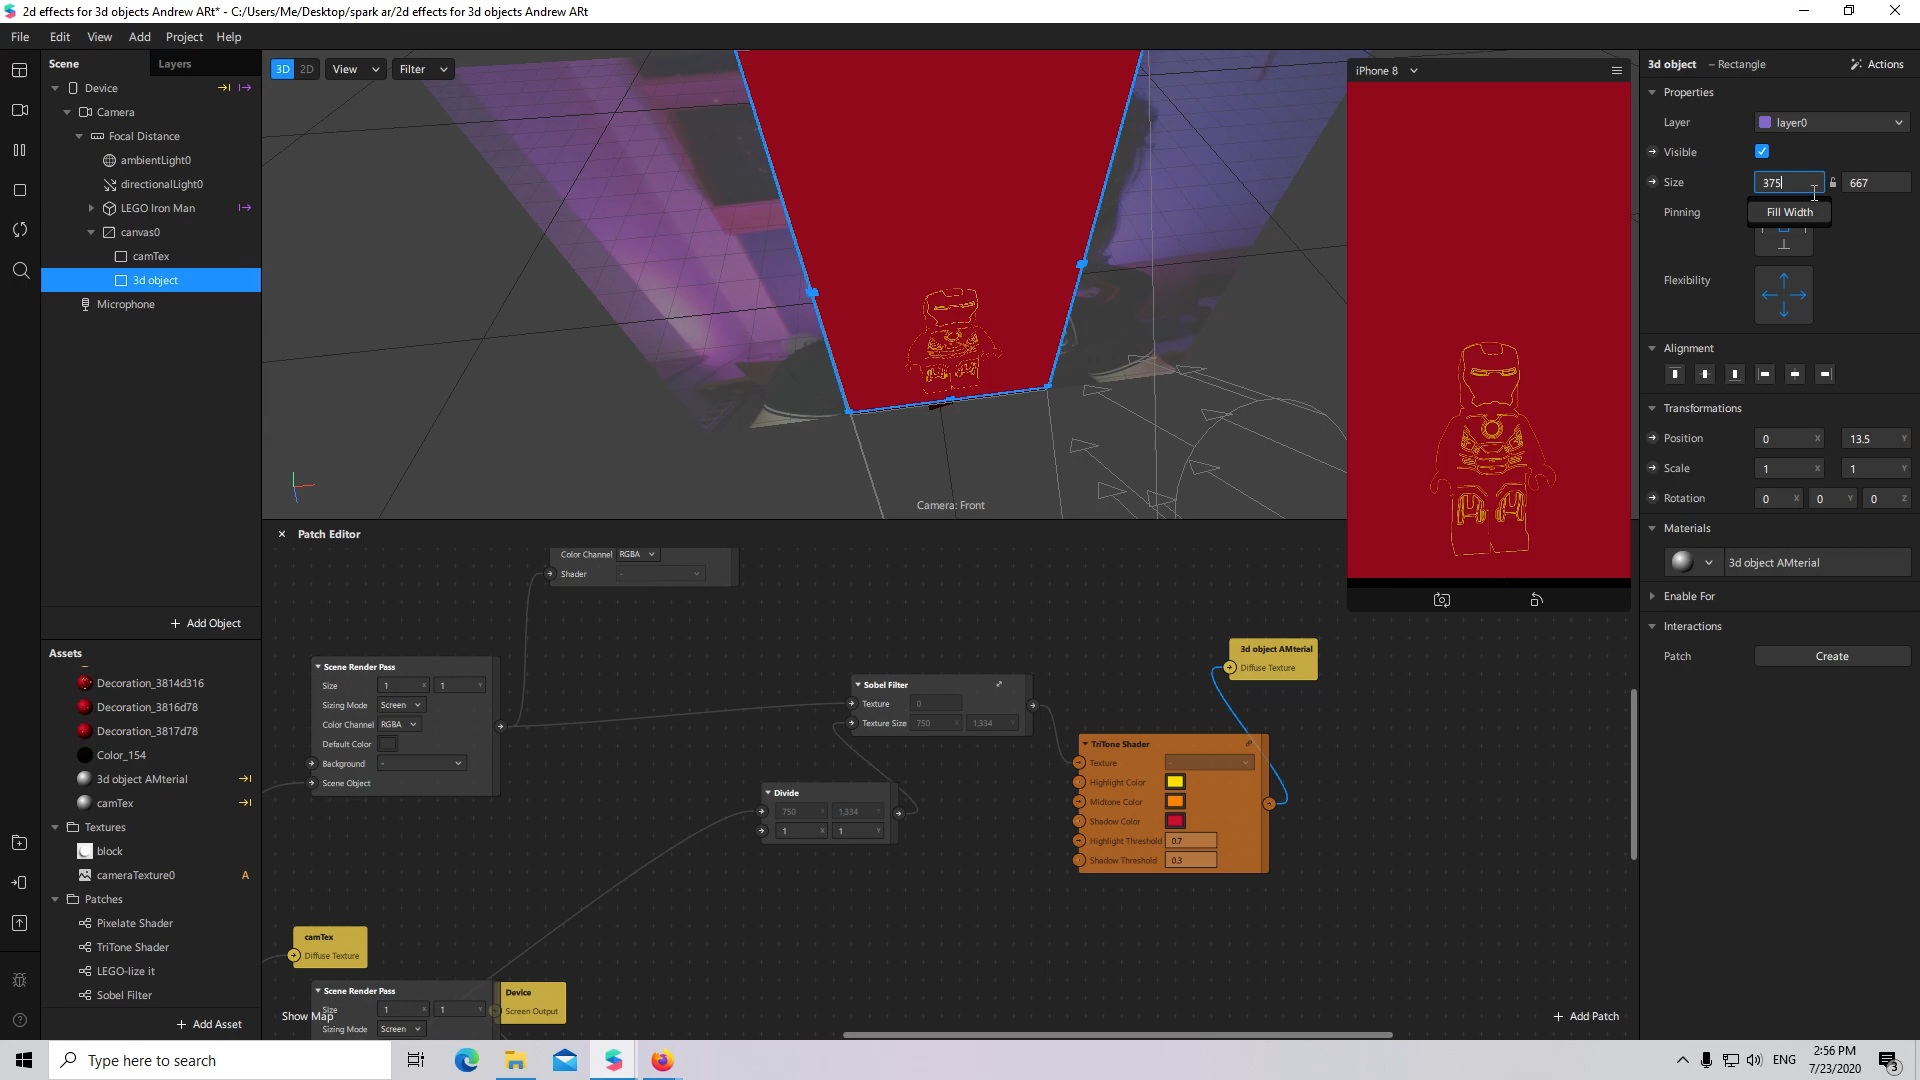 2d effects for 3d objects Andrew ARt* - C:/Users/Me/Desktop/spark ar/2d effects for 3d objects Andrew ARt
File Edit View Add Project Help
Scene
Layers
Device
Camera
Focal Distance
ambientLight0
directionalLight0
LEGO Iron Man
canvas0
camTex
3d object
Microphone
+ Add Object
Assets
Decoration_3814d316
Decoration_3816d78
Decoration_3817d78
Color_154
3d object AMterial
camTex
Textures
block
cameraTexture0 A
Patches
Pixelate Shader
TriTone Shader
LEGO-lize it
Sobel Filter
+ Add Asset
3D 2D
View
Filter
Camera: Front
iPhone 8
Patch Editor
Color Channel RGBA
Shader -
Scene Render Pass
Size 1 X 1 Y
Sizing Mode Screen
Color Channel RGBA
Default Color
Background -
Scene Object
Sobel Filter
Texture 0
Texture Size 750 X 1,334 Y
Divide
750 X 1,334 Y
1 X 1 Y
3d object AMterial
Diffuse Texture
TriTone Shader
Texture -
Highlight Color
Midtone Color
Shadow Color
Highlight Threshold 0.7
Shadow Threshold 0.3
camTex
Diffuse Texture
Scene Render Pass
Size 1 X 1 Y
Sizing Mode Screen
Device
Screen Output
Show Map
+ Add Patch
3d object – Rectangle
Actions
Properties
Layer layer0
Visible
Size 375 667
Pinning
Fill Width
Flexibility
Alignment
Transformations
Position 0 X 13.5 Y
Scale 1 X 1 Y
Rotation 0 X 0 Y 0 Z
Materials
3d object AMterial
Enable For
Interactions
Patch Create
Type here to search
ENG
2:56 PM
7/23/2020
3